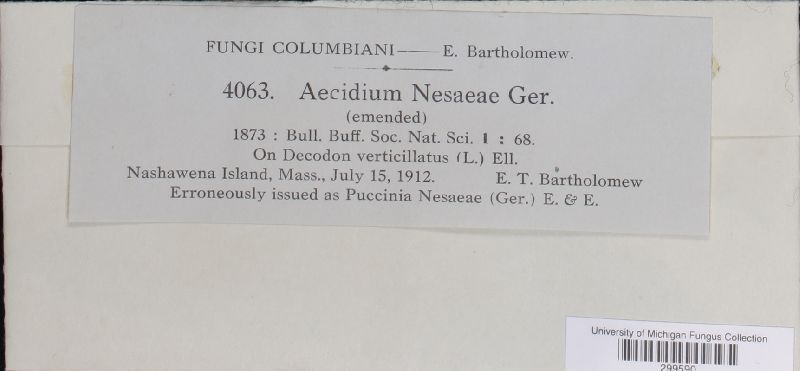 FUNGI COLUMBIANI—E. Bartholomew.
4063. Aecidium Nesaeae Ger.
(emended)
1873 : Bull. Buff. Soc. Nat. Sci. 1 : 68.
On Decodon verticillatus (L.) Ell.
Nashawena Island, Mass., July 15, 1912. E. T. Bartholomew
Erroneously issued as Puccinia Nesaeae (Ger.) E. & E.
University of Michigan Fungus Collection
299590